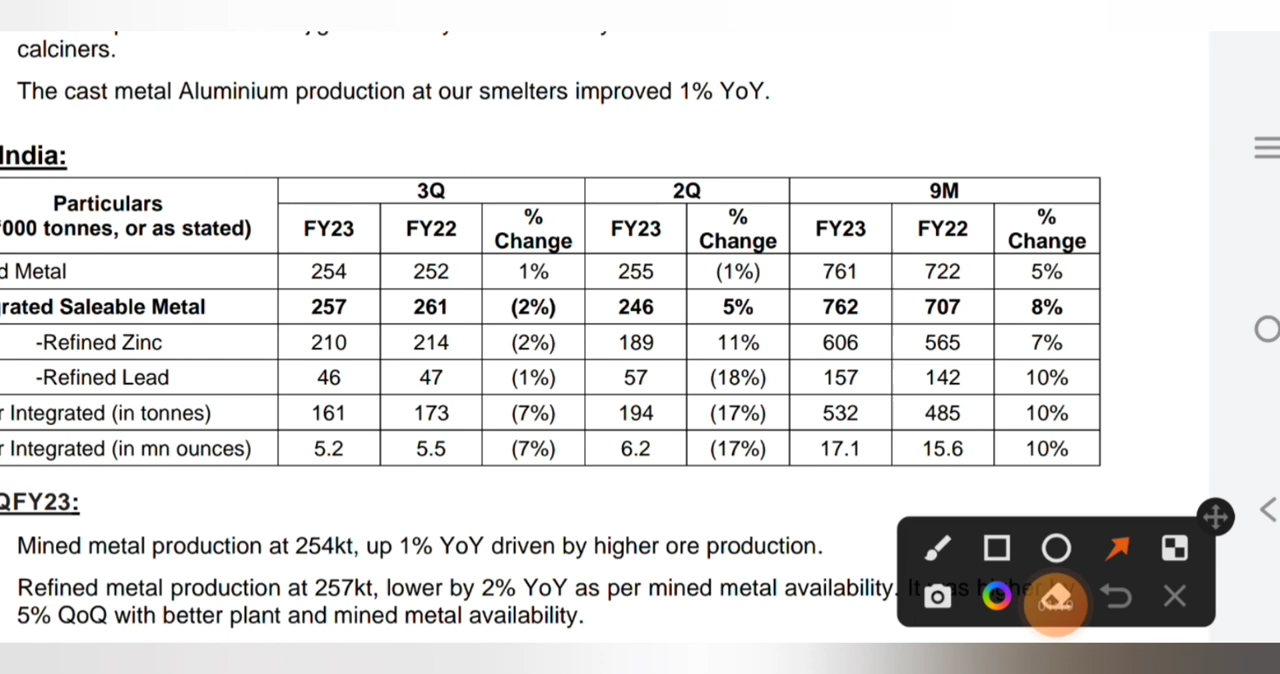 calciners.
The cast metal Aluminium production at our smelters improved 1% YoY.
India:
Particulars 3Q 2Q 9M
000 tonnes, or as stated) FY23 FY22 % Change FY23 % Change FY23 FY22 % Change
d Metal 254 252 1% 255 (1%) 761 722 5%
rated Saleable Metal 257 261 (2%) 246 5% 762 707 8%
-Refined Zinc 210 214 (2%) 189 11% 606 565 7%
-Refined Lead 46 47 (1%) 57 (18%) 157 142 10%
r Integrated (in tonnes) 161 173 (7%) 194 (17%) 532 485 10%
r Integrated (in mn ounces) 5.2 5.5 (7%) 6.2 (17%) 17.1 15.6 10%
QFY23:
Mined metal production at 254kt, up 1% YoY driven by higher ore production.
Refined metal production at 257kt, lower by 2% YoY as per mined metal availability. It
5% QoQ with better plant and mined metal availability.